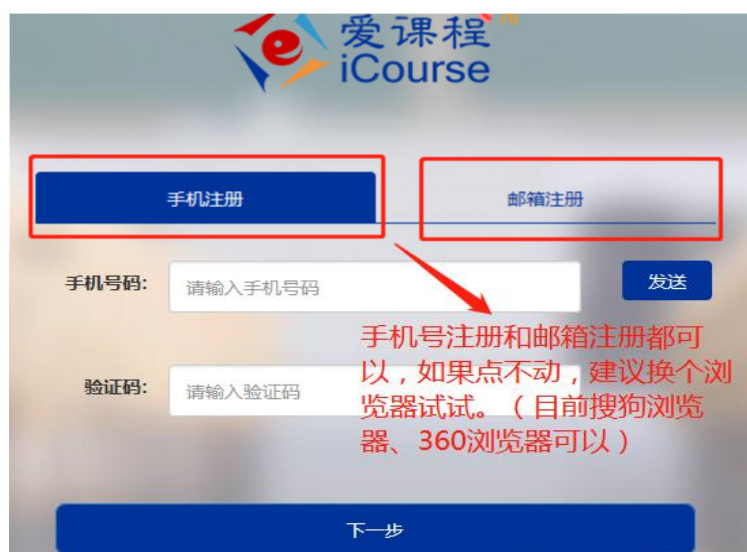 爱课程
iCourse
手机注册
邮箱注册
手机号码:
请输入手机号码
发送
手机号注册和邮箱注册都可
以，如果点不动，建议换个浏
览器试试。（目前搜狗浏览
器、360浏览器可以）
验证码:
请输入验证码
下一步